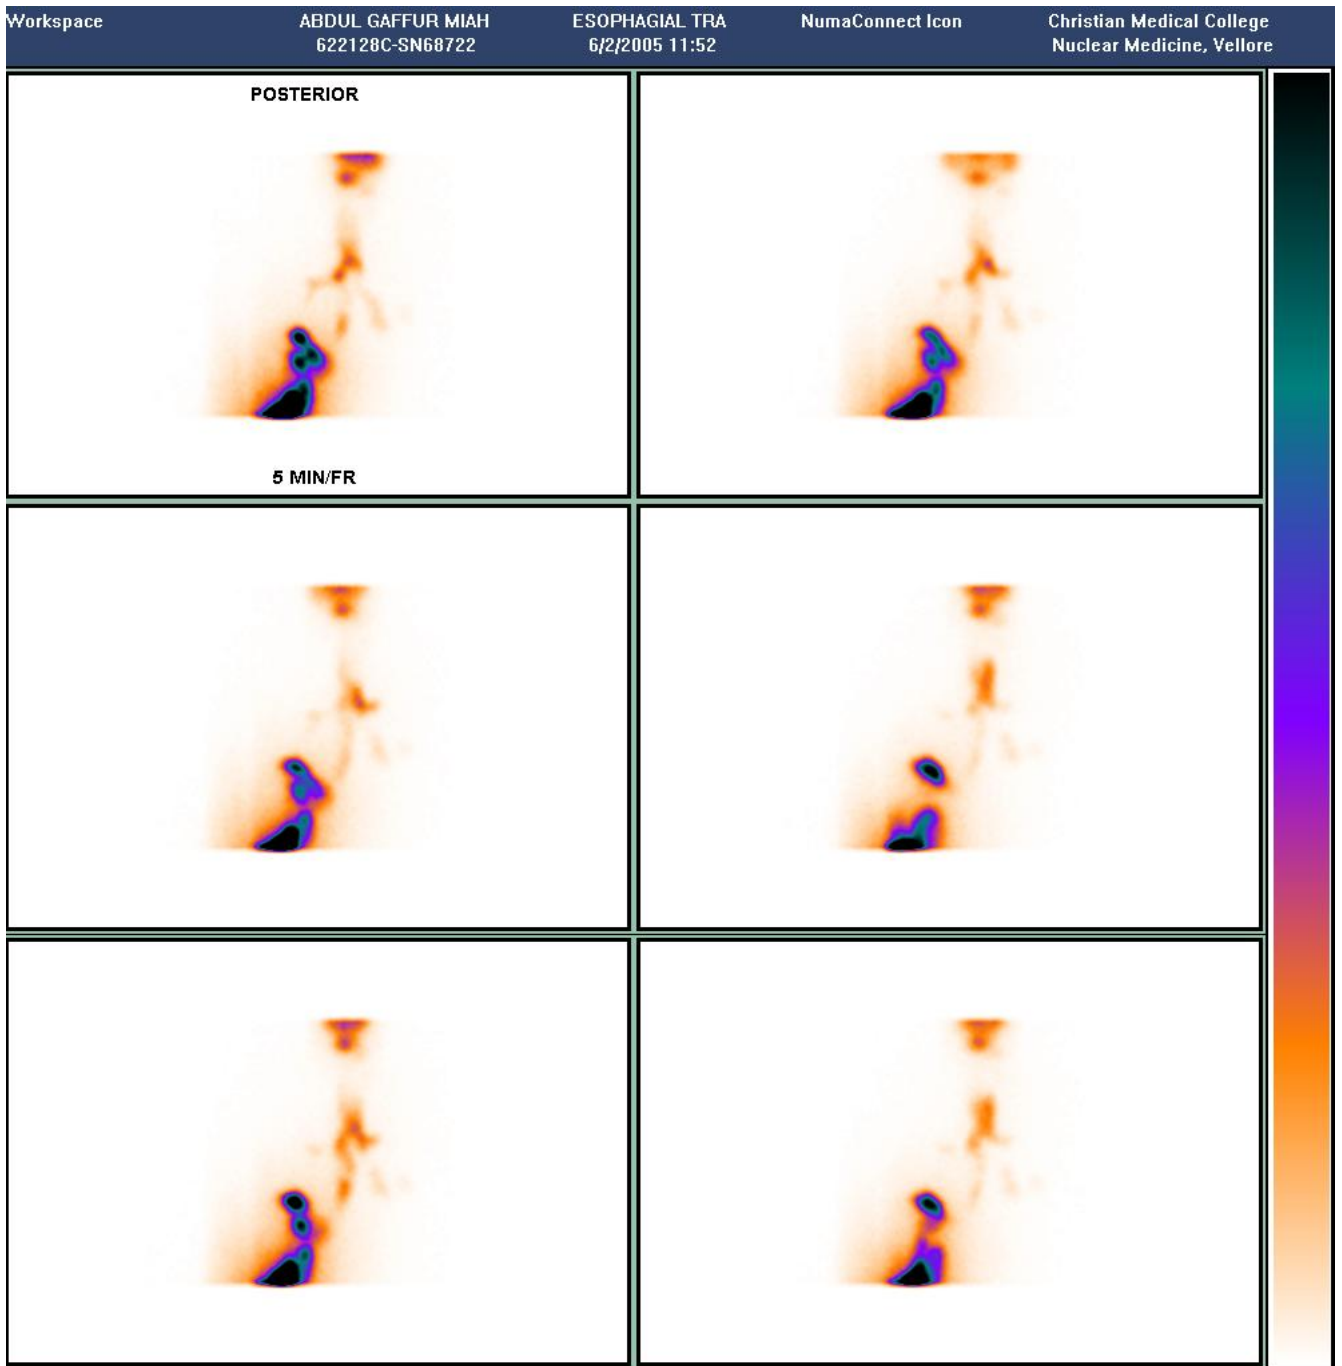 Workspace ABDUL GAFFUR MIAH ESOPHAGIAL TRA NumaConnect Icon Christian Medical College
622128C-SN68722 6/2/2005 11:52 Nuclear Medicine, Vellore
POSTERIOR
5 MIN/FR